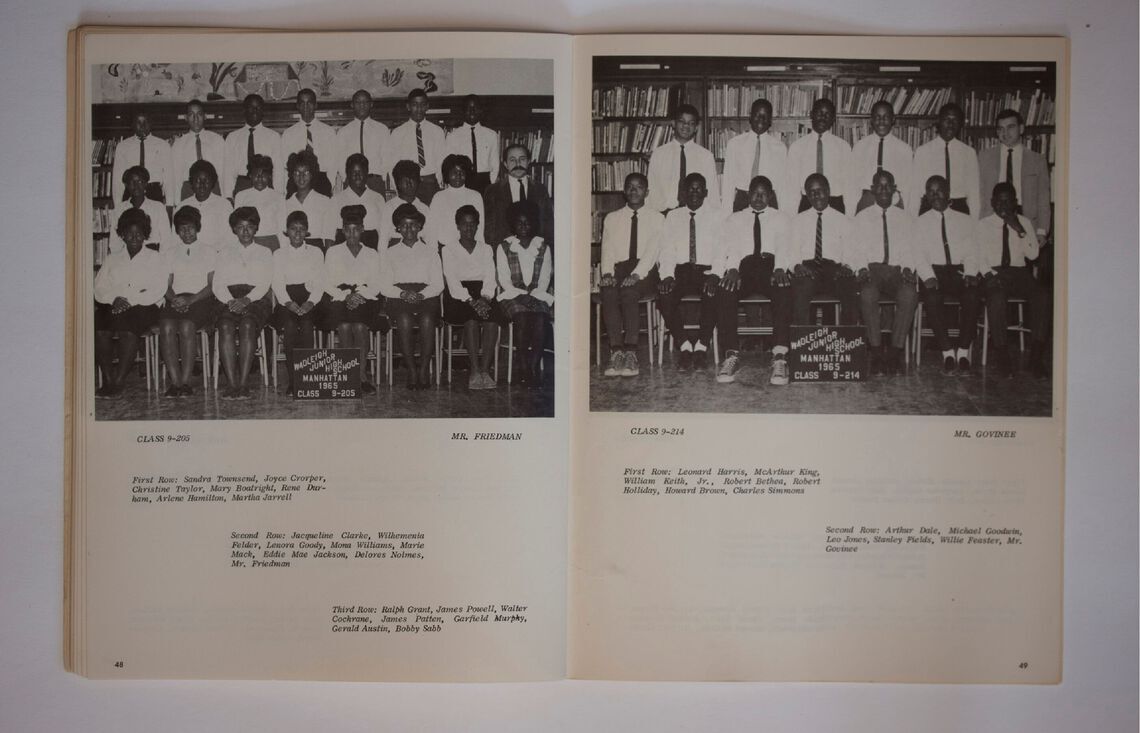 WADLEIGH
JUNIOR
HIGH
SCHOOL
MANHATTAN
1965
CLASS 9-205
CLASS 9-205
MR. FRIEDMAN
First Row: Sandra Townsend, Joyce Crorper,
Christine Taylor, Mary Boatright, Rene Dur-
ham, Arlene Hamilton, Martha Jarrell
Second Row: Jacqueline Clarke, Wilhemenia
Felder, Lenora Goody, Mona Williams, Marie
Mack, Eddie Mae Jackson, Delores Nolmes,
Mr. Friedman
Third Row: Ralph Grant, James Powell, Walter
Cochrane, James Patten, Garfield Murphy,
Gerald Austin, Bobby Sabb
48
WADLEIGH
JUNIOR
HIGH
SCHOOL
MANHATTAN
1965
CLASS 9-214
CLASS 9-214
MR. GOVINEE
First Row: Leonard Harris, McArthur King,
William Keith, Jr., Robert Bethea, Robert
Holliday, Howard Brown, Charles Simmons
Second Row: Arthur Dale, Michael Goodwin,
Leo Jones, Stanley Fields, Willie Feaster, Mr.
Govinee
49